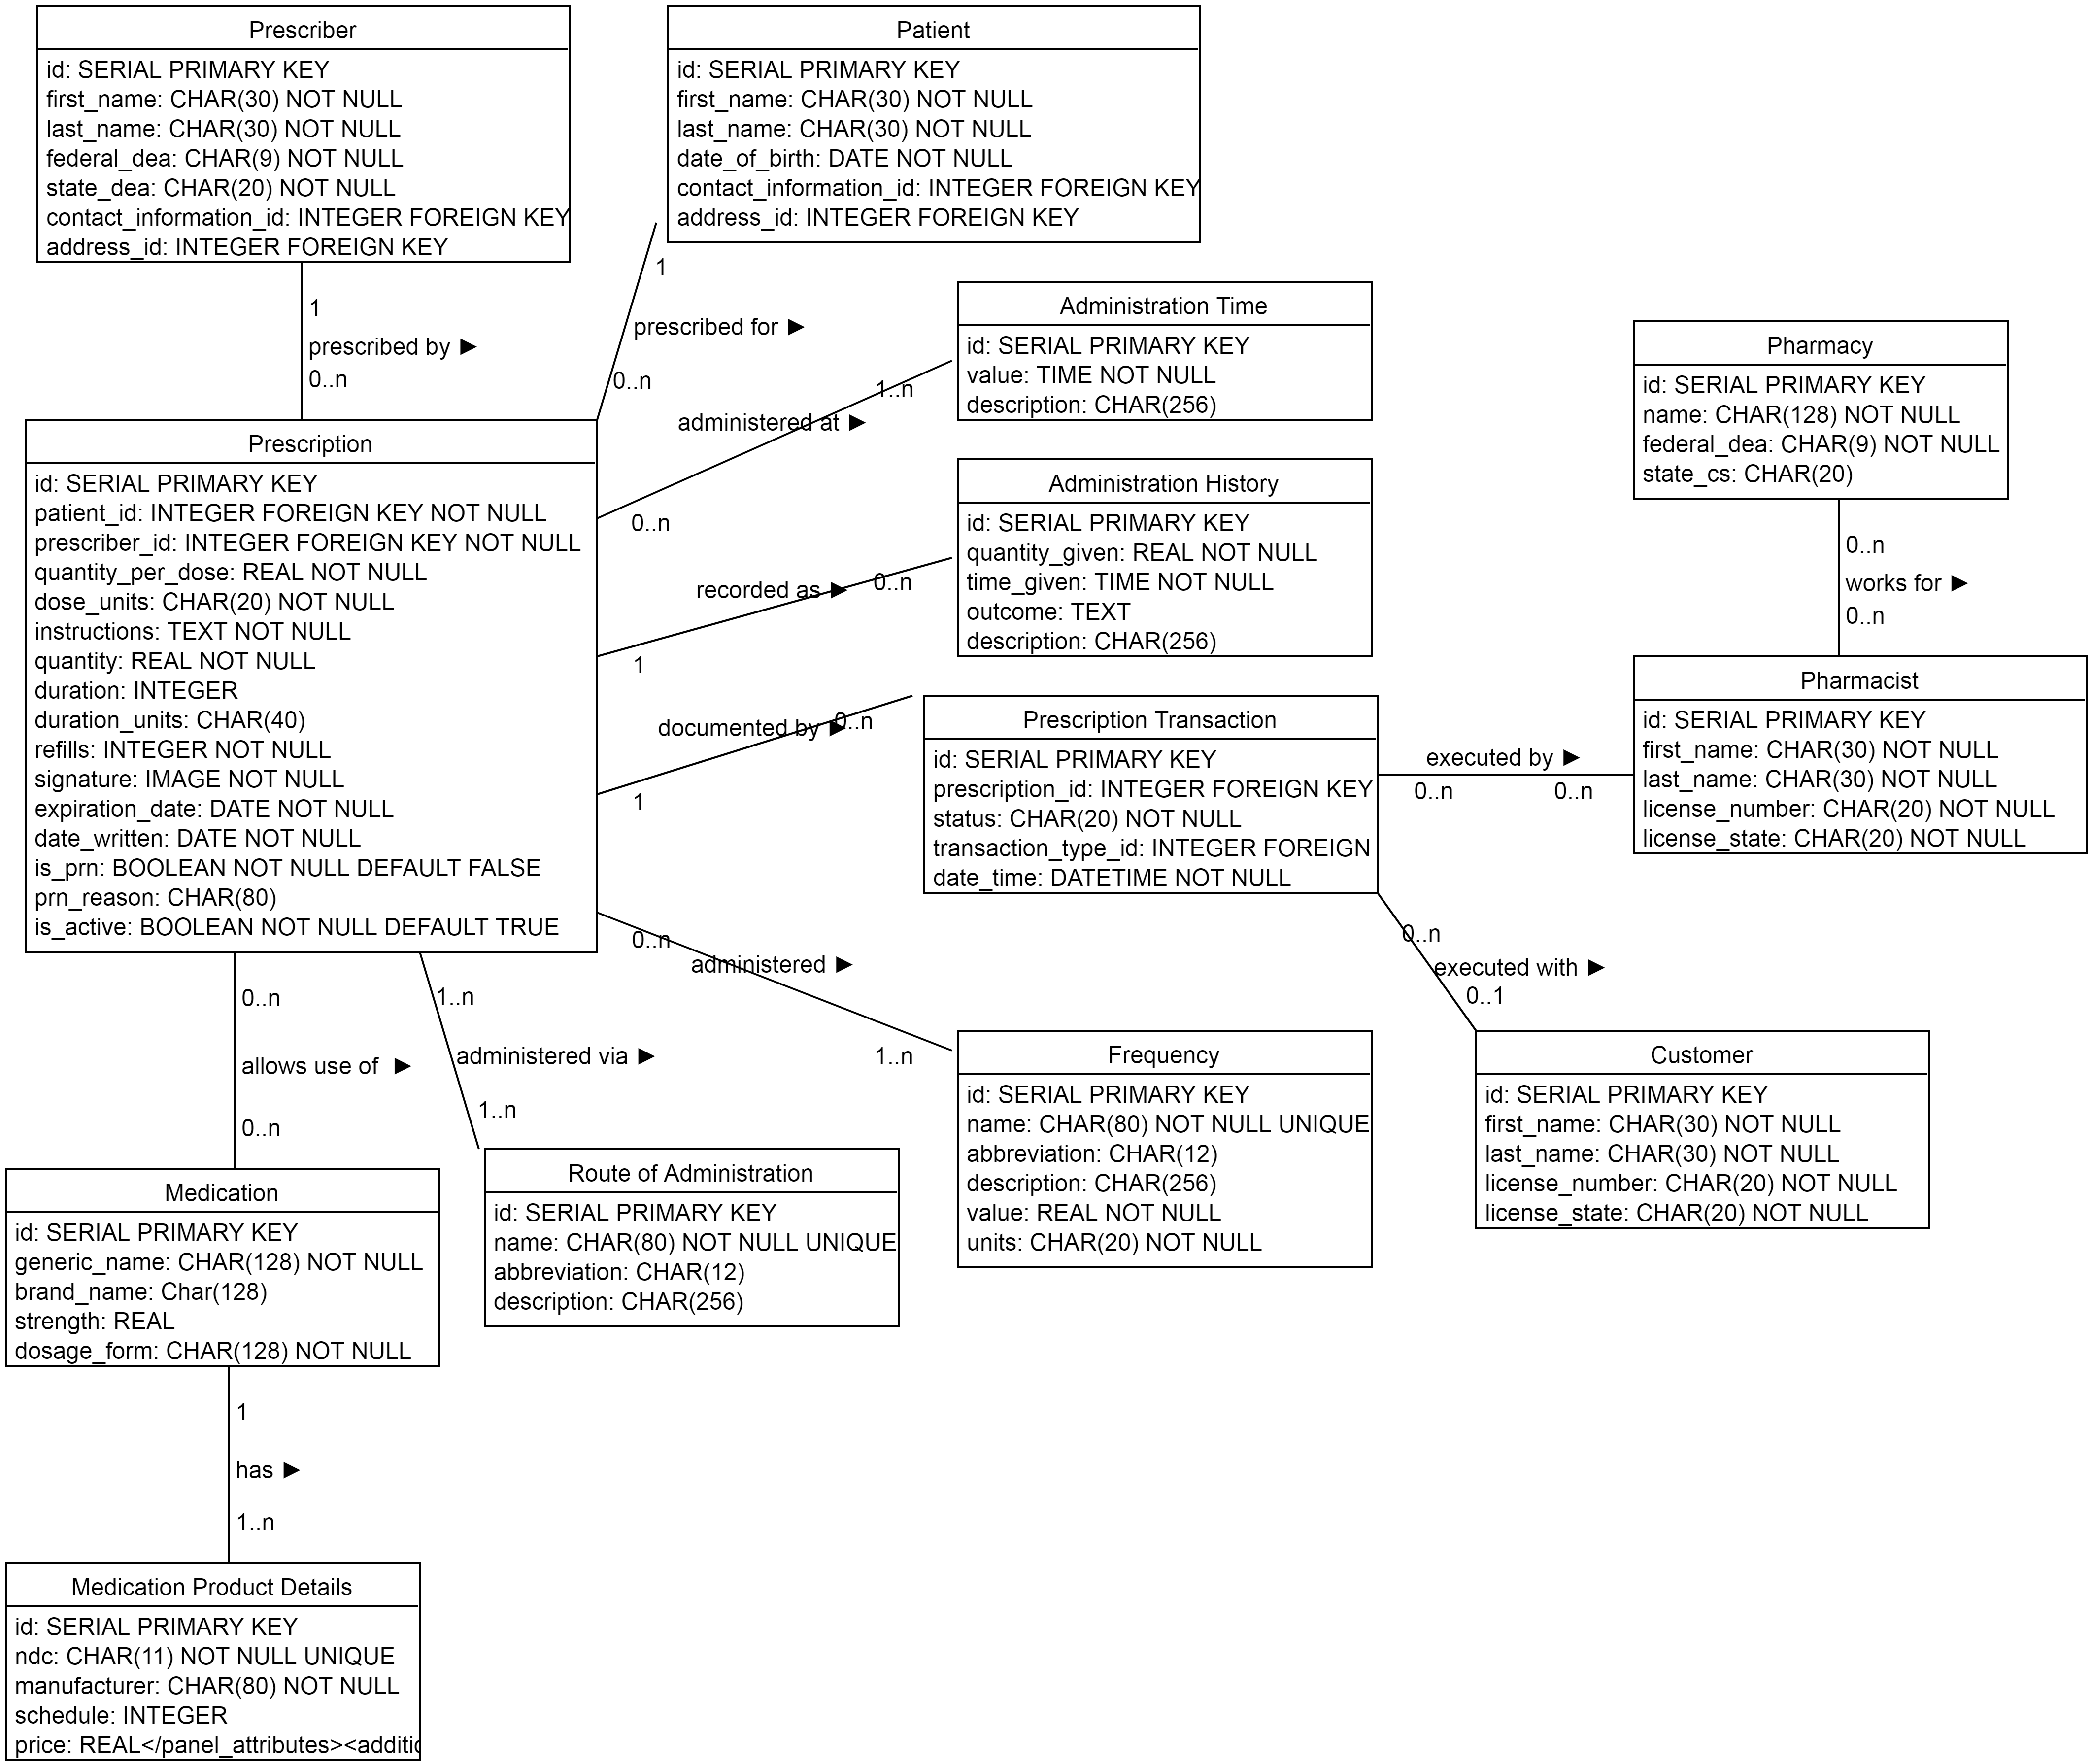 Prescriber
id: SERIAL PRIMARY KEY
first_name: CHAR(30) NOT NULL
last_name: CHAR(30) NOT NULL
federal_dea: CHAR(9) NOT NULL
state_dea: CHAR(20) NOT NULL
contact_information_id: INTEGER FOREIGN KEY
address_id: INTEGER FOREIGN KEY
Patient
id: SERIAL PRIMARY KEY
first_name: CHAR(30) NOT NULL
last_name: CHAR(30) NOT NULL
date_of_birth: DATE NOT NULL
contact_information_id: INTEGER FOREIGN KEY
address_id: INTEGER FOREIGN KEY
1
prescribed by ►
0..n
1
prescribed for ►
0..n
Administration Time
id: SERIAL PRIMARY KEY
value: TIME NOT NULL
description: CHAR(256)
1..n
administered at ►
0..n
Pharmacy
id: SERIAL PRIMARY KEY
name: CHAR(128) NOT NULL
federal_dea: CHAR(9) NOT NULL
state_cs: CHAR(20)
Prescription
id: SERIAL PRIMARY KEY
patient_id: INTEGER FOREIGN KEY NOT NULL
prescriber_id: INTEGER FOREIGN KEY NOT NULL
quantity_per_dose: REAL NOT NULL
dose_units: CHAR(20) NOT NULL
instructions: TEXT NOT NULL
quantity: REAL NOT NULL
duration: INTEGER
duration_units: CHAR(40)
refills: INTEGER NOT NULL
signature: IMAGE NOT NULL
expiration_date: DATE NOT NULL
date_written: DATE NOT NULL
is_prn: BOOLEAN NOT NULL DEFAULT FALSE
prn_reason: CHAR(80)
is_active: BOOLEAN NOT NULL DEFAULT TRUE
Administration History
id: SERIAL PRIMARY KEY
quantity_given: REAL NOT NULL
time_given: TIME NOT NULL
outcome: TEXT
description: CHAR(256)
0..n
recorded as ►
1
0..n
works for ►
0..n
Pharmacist
id: SERIAL PRIMARY KEY
first_name: CHAR(30) NOT NULL
last_name: CHAR(30) NOT NULL
license_number: CHAR(20) NOT NULL
license_state: CHAR(20) NOT NULL
0..n
documented by ►
1
Prescription Transaction
id: SERIAL PRIMARY KEY
prescription_id: INTEGER FOREIGN KEY
status: CHAR(20) NOT NULL
transaction_type_id: INTEGER FOREIGN
date_time: DATETIME NOT NULL
executed by ►
0..n
0..n
0..n
executed with ►
0..1
0..n
administered ►
1..n
0..n
allows use of ►
0..n
1..n
administered via ►
1..n
Frequency
id: SERIAL PRIMARY KEY
name: CHAR(80) NOT NULL UNIQUE
abbreviation: CHAR(12)
description: CHAR(256)
value: REAL NOT NULL
units: CHAR(20) NOT NULL
Customer
id: SERIAL PRIMARY KEY
first_name: CHAR(30) NOT NULL
last_name: CHAR(30) NOT NULL
license_number: CHAR(20) NOT NULL
license_state: CHAR(20) NOT NULL
Medication
id: SERIAL PRIMARY KEY
generic_name: CHAR(128) NOT NULL
brand_name: Char(128)
strength: REAL
dosage_form: CHAR(128) NOT NULL
Route of Administration
id: SERIAL PRIMARY KEY
name: CHAR(80) NOT NULL UNIQUE
abbreviation: CHAR(12)
description: CHAR(256)
1
has ►
1..n
Medication Product Details
id: SERIAL PRIMARY KEY
ndc: CHAR(11) NOT NULL UNIQUE
manufacturer: CHAR(80) NOT NULL
schedule: INTEGER
price: REAL</panel_attributes><additic